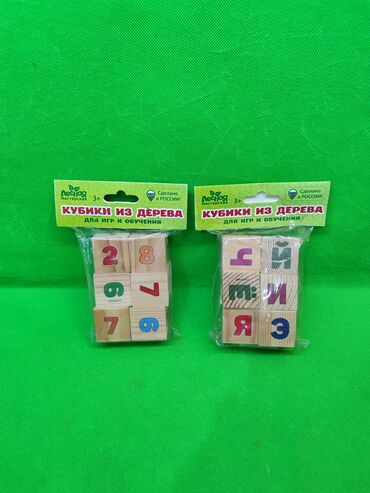 Лесная
мастерская
3+
Сделано
в РОССИИ!
КУБИКИ ИЗ ДЕРЕВА
ДЛЯ ИГР И ОБУЧЕНИЯ
2 8
6 7
7 6
Лесная
мастерская
3+
Сделано
в РОССИИ!
КУБИКИ ИЗ ДЕРЕВА
ДЛЯ ИГР И ОБУЧЕНИЯ
Й
И
Я Э